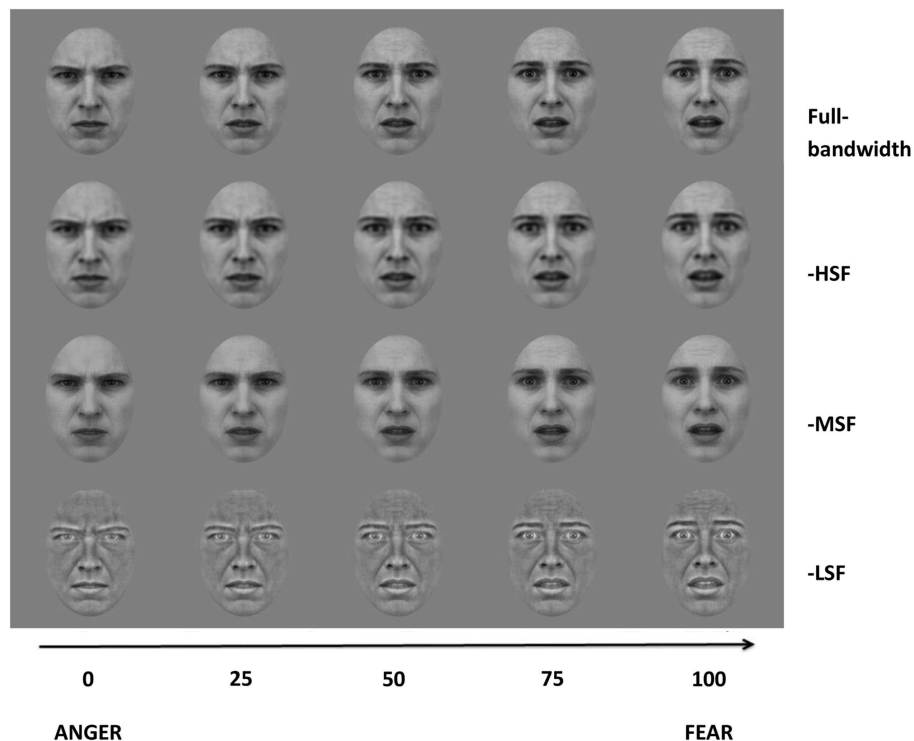 Full-
bandwidth
-HSF
-MSF
-LSF
0 25 50 75 100
ANGER FEAR